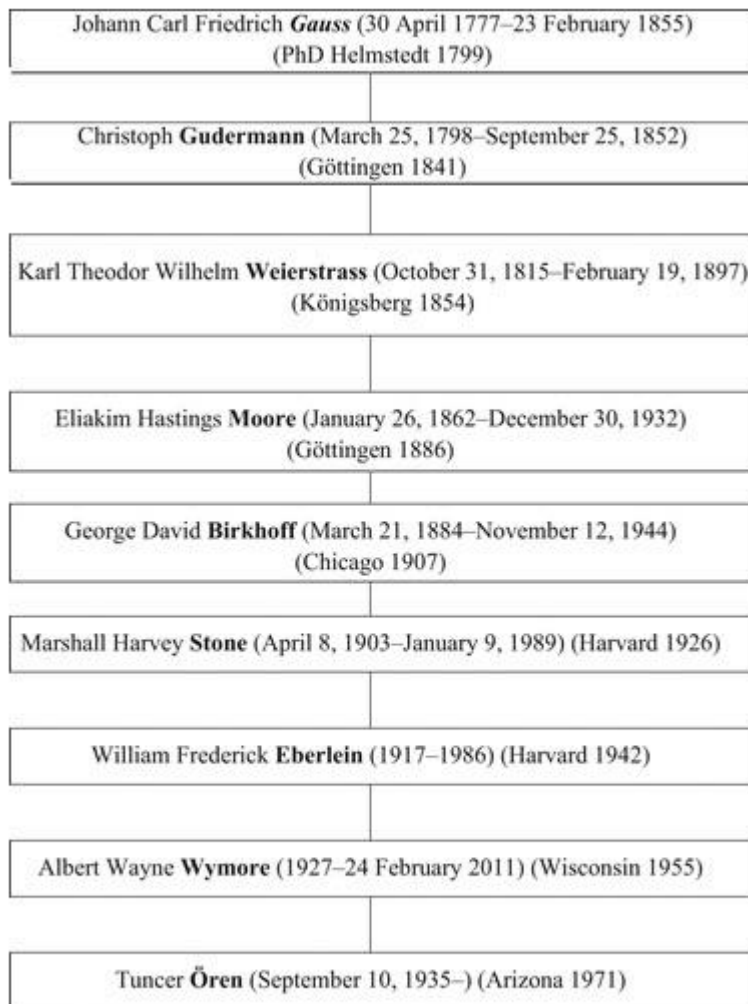 Johann Carl Friedrich Gauss (30 April 1777–23 February 1855)
(PhD Helmstedt 1799)
Christoph Gudermann (March 25, 1798–September 25, 1852)
(Göttingen 1841)
Karl Theodor Wilhelm Weierstrass (October 31, 1815–February 19, 1897)
(Königsberg 1854)
Eliakim Hastings Moore (January 26, 1862–December 30, 1932)
(Göttingen 1886)
George David Birkhoff (March 21, 1884–November 12, 1944)
(Chicago 1907)
Marshall Harvey Stone (April 8, 1903–January 9, 1989) (Harvard 1926)
William Frederick Eberlein (1917–1986) (Harvard 1942)
Albert Wayne Wymore (1927–24 February 2011) (Wisconsin 1955)
Tuncer Ören (September 10, 1935–) (Arizona 1971)